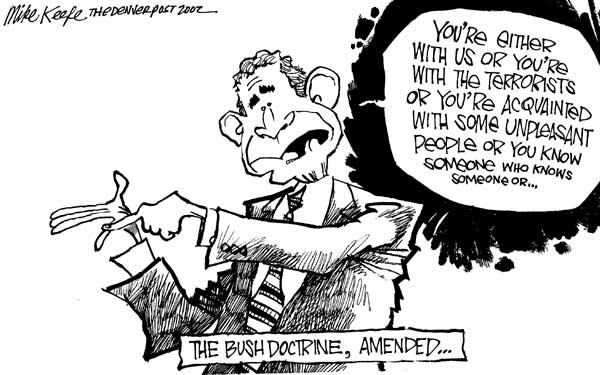 Mike Keefe THE DENVER POST 2002
YOU'RE EITHER
WITH US OR YOU'RE
WITH THE TERRORISTS
OR YOU'RE ACQUAINTED
WITH SOME UNPLEASANT
PEOPLE OR YOU KNOW
SOMEONE WHO KNOWS
SOMEONE OR...
THE BUSH DOCTRINE, AMENDED...